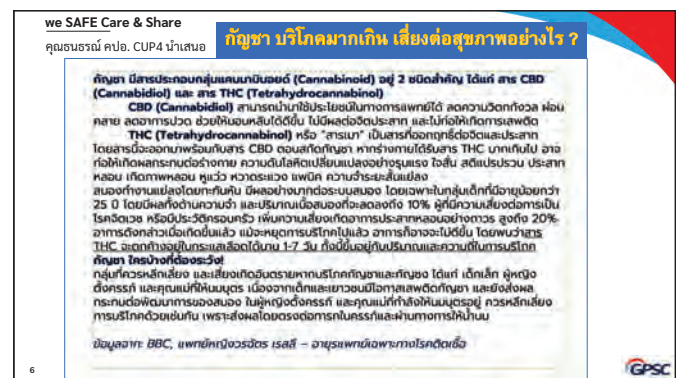 we SAFE Care & Share
คุณธนธรณ์ คปอ. CUP4 นำเสนอ
กัญชา บริโภคมากเกิน เสี่ยงต่อสุขภาพอย่างไร ?
กัญชา มีสารประกอบกลุ่มแคนนาบินอยด์ (Cannabinoid) อยู่ 2 ชนิดสำคัญ ได้แก่ สาร CBD
(Cannabidiol) และ สาร THC (Tetrahydrocannabinol)
CBD (Cannabidiol) สามารถนำมาใช้ประโยชน์ในทางการแพทย์ได้ ลดความวิตกกังวล ผ่อน
คลาย ลดอาการปวด ช่วยให้นอนหลับได้ดีขึ้น ไม่มีผลต่อจิตประสาท และไม่ก่อให้เกิดการเสพติด
THC (Tetrahydrocannabinol) หรือ "สารเมา" เป็นสารที่ออกฤทธิ์ต่อจิตและประสาท
โดยสารนี้จะออกมาพร้อมกับสาร CBD ตอนสกัดกัญชา หากร่างกายได้รับสาร THC มากเกินไป อาจ
ก่อให้เกิดผลกระทบต่อร่างกาย ความดันโลหิตเปลี่ยนแปลงอย่างรุนแรง ใจสั่น สติแปรปรวน ประสาท
หลอน เกิดภาพหลอน หูแว่ว หวาดระแวง แพนิค ความจำระยะสั้นแย่ลง
สมองทำงานแย่ลงโดยทะกันหัน มีผลอย่างมากต่อระบบสมอง โดยเฉพาะในกลุ่มเด็กที่มีอายุน้อยกว่า
25 ปี โดยมีผลทั้งด้านความจำ และปริมาณเนื้อสมองที่จะลดลงถึง 10% ผู้ที่มีความเสี่ยงต่อการเป็น
โรคจิตเวช หรือมีประวัติครอบครัว เพิ่มความเสี่ยงเกิดอาการประสาทหลอนอย่างถาวร สูงถึง 20%
อาการดังกล่าวเมื่อเกิดขึ้นแล้ว แม้จะหยุดการบริโภคไปแล้ว อาการก็อาจจะไม่ดีขึ้น โดยพบว่าสาร
THC จะตกค้างอยู่ในกระแสเลือดได้นาน 1-7 วัน ทั้งนี้ขึ้นอยู่กับปริมาณและความถี่ในการบริโภค
กัญชา ใครบ้างที่ต้องระวัง!
กลุ่มที่ควรหลีกเลี่ยง และเสี่ยงเกิดอันตรายหากบริโภคกัญชาและกัญชง ได้แก่ เด็กเล็ก ผู้หญิง
ตั้งครรภ์ และคุณแม่ที่ให้นมบุตร เนื่องจากเด็กและเยาวชนมีโอกาสเสพติดกัญชา และยังส่งผล
กระทบต่อพัฒนาการของสมอง ในผู้หญิงตั้งครรภ์ และคุณแม่ที่กำลังให้นมบุตรอยู่ ควรหลีกเลี่ยง
การบริโภคด้วยเช่นกัน เพราะส่งผลโดยตรงต่อทารกในครรภ์และผ่านทางการให้น้ำนม
ข้อมูลจาก: BBC, แพทย์หญิงวรฉัตร เรสลี – อายุรแพทย์เฉพาะทางโรคติดเชื้อ
6
GPSC